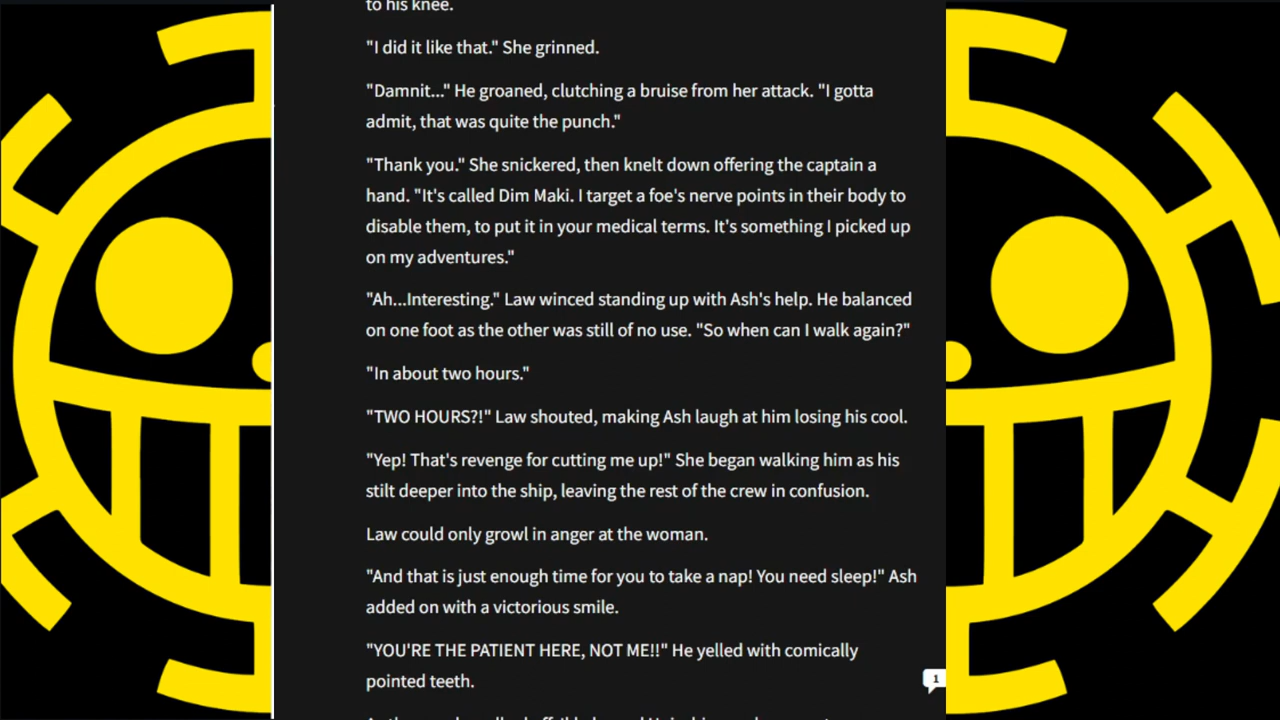 to his knee.
"I did it like that." She grinned.
"Damnit..." He groaned, clutching a bruise from her attack. "I gotta
admit, that was quite the punch."
"Thank you." She snickered, then knelt down offering the captain a
hand. "It's called Dim Maki. I target a foe's nerve points in their body to
disable them, to put it in your medical terms. It's something I picked up
on my adventures."
"Ah...Interesting." Law winced standing up with Ash's help. He balanced
on one foot as the other was still of no use. "So when can I walk again?"
"In about two hours."
"TWO HOURS?!" Law shouted, making Ash laugh at him losing his cool.
"Yep! That's revenge for cutting me up!" She began walking him as his
stilt deeper into the ship, leaving the rest of the crew in confusion.
Law could only growl in anger at the woman.
"And that is just enough time for you to take a nap! You need sleep!" Ash
added on with a victorious smile.
"YOU'RE THE PATIENT HERE, NOT ME!!" He yelled with comically
pointed teeth.
1